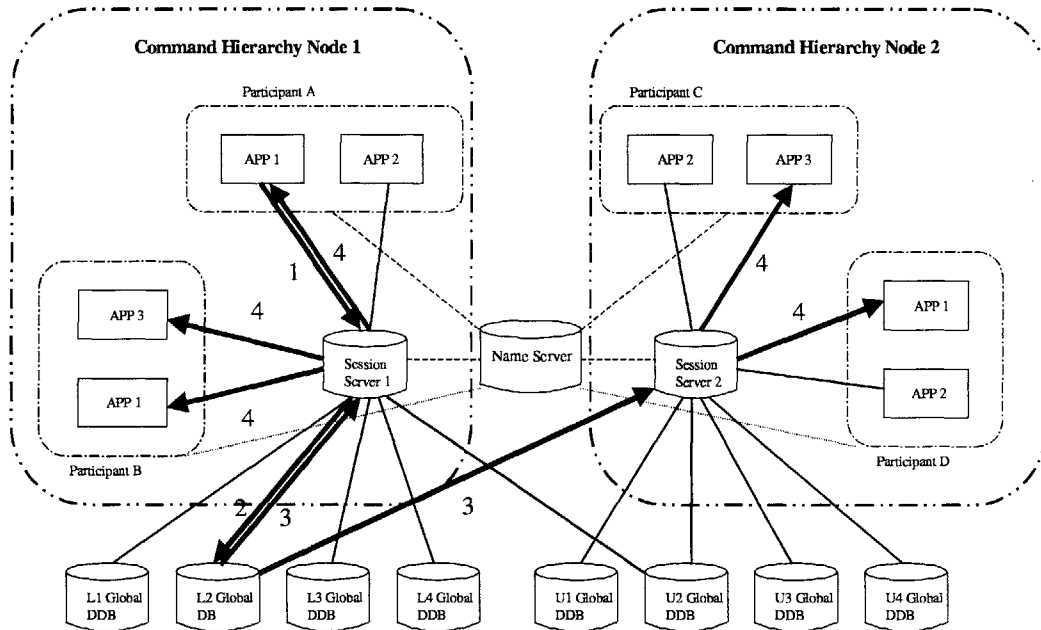 Command Hierarchy Node 1
Command Hierarchy Node 2
Participant A
Participant C
APP 1
APP 2
APP 2
APP 3
4
1
4
4
4
APP 3
APP 1
Session
Server 1
Name Server
Session
Server 2
APP 1
APP 2
4
Participant B
Participant D
2
3
3
L1 Global
DDB
L2 Global
DB
L3 Global
DDB
L4 Global
DDB
U1 Global
DDB
U2 Global
DDB
U3 Global
DDB
U4 Global
DDB